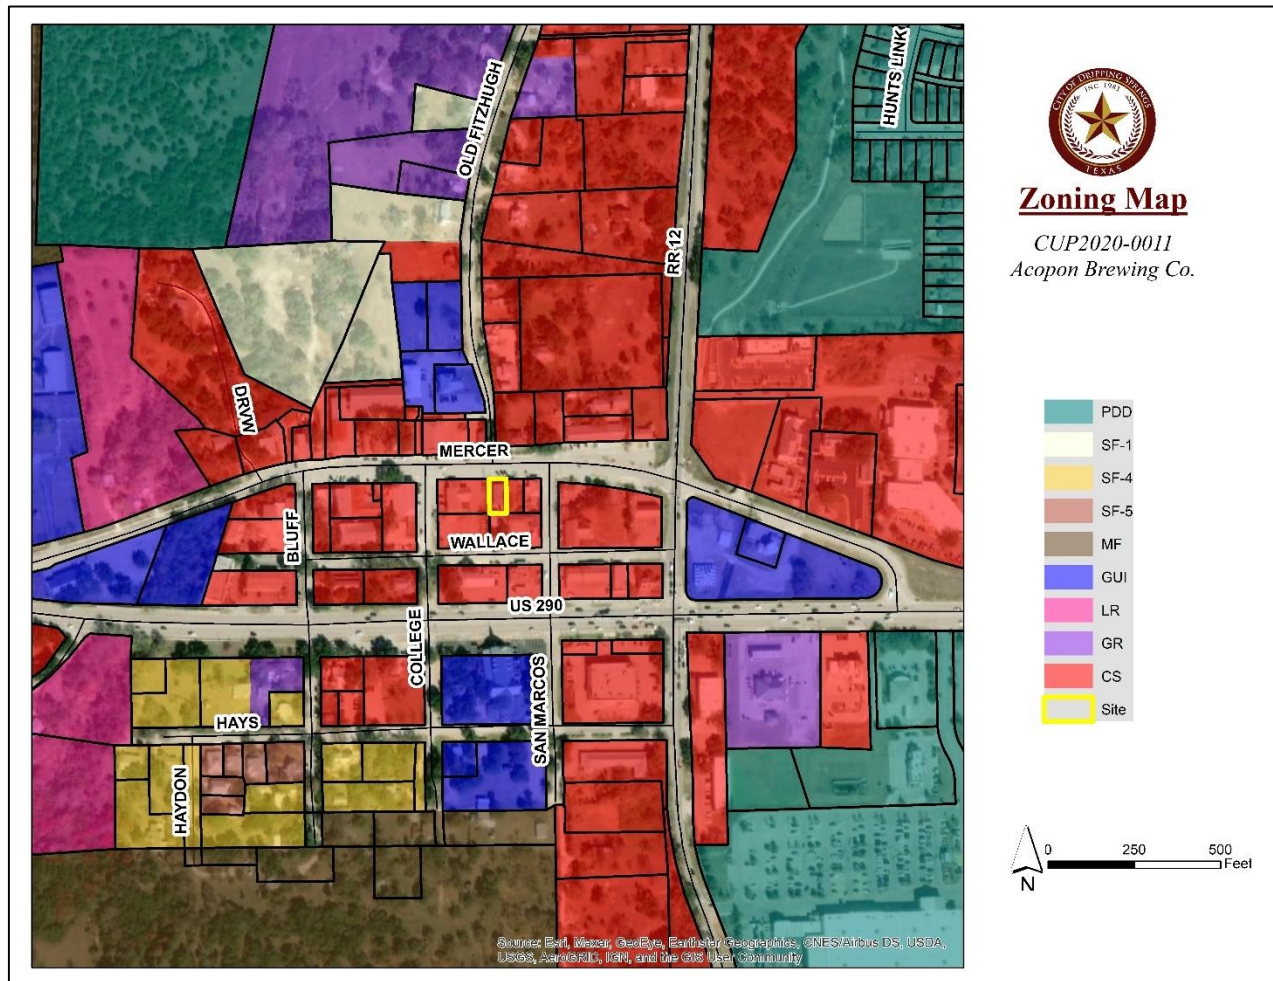 HUNTS LINK
OLD FITZHUGH
RR 12
DRVW
MERCER
BLUFF
WALLACE
US 290
COLLEGE
SAN MARCOS
HAYS
HAYDON
Source: Esri, Maxar, GeoEye, Earthstar Geographics, CNES/Airbus DS, USDA,
USGS, AeroGRID, IGN, and the GIS User Community
CITY OF DRIPPING SPRINGS
INC. 1981
TEXAS
Zoning Map
CUP2020-0011
Acopon Brewing Co.
PDD
SF-1
SF-4
SF-5
MF
GUI
LR
GR
CS
Site
0 250 500
Feet
N